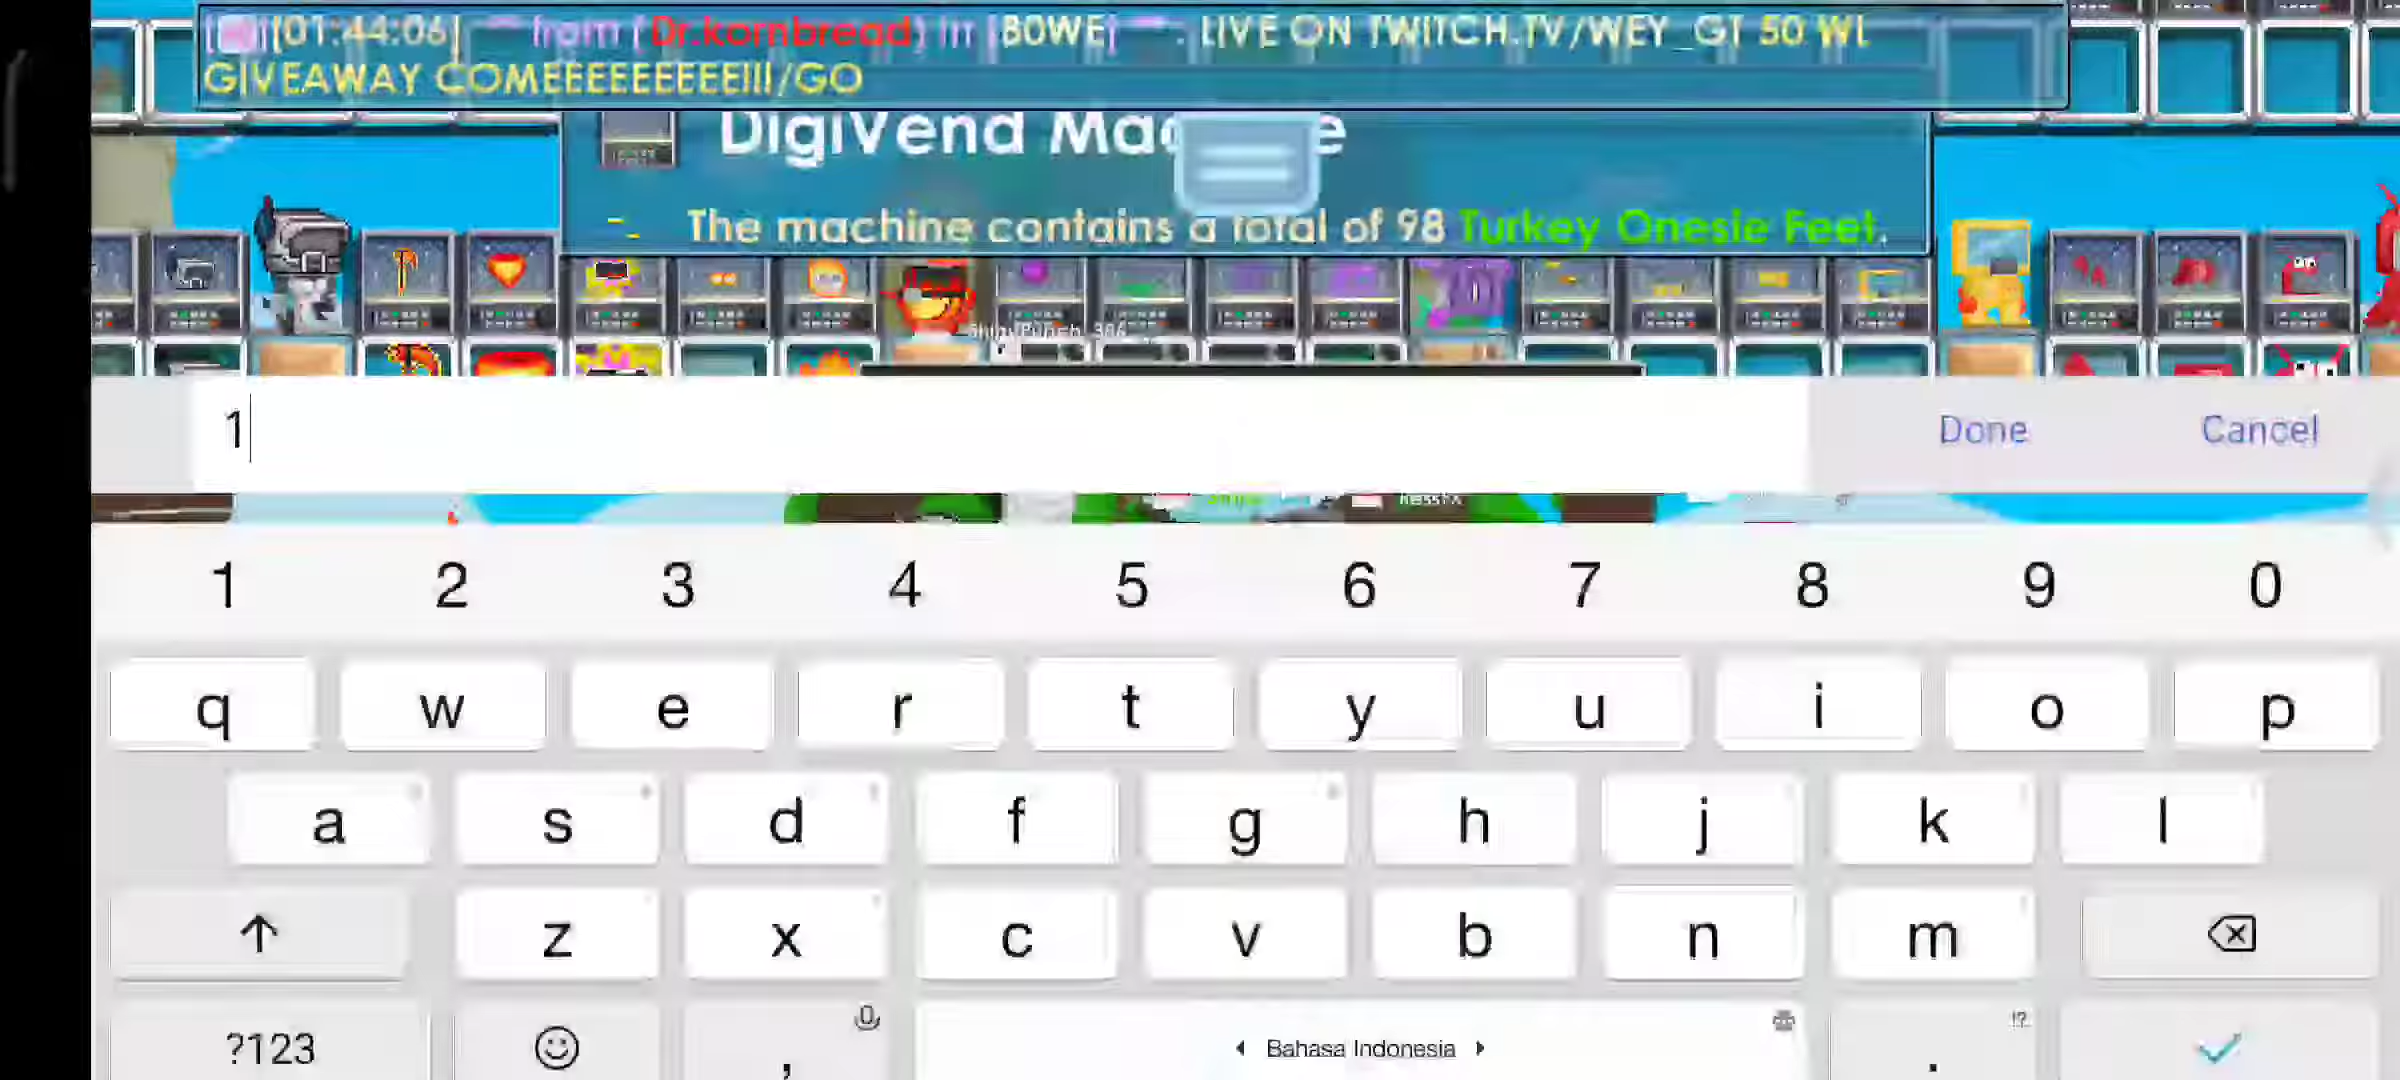 [01:44:06] from (Dr.kornbread) in [BOWE] : LIVE ON TWITCH.TV/WEY_GT 50 WL
GIVEAWAY COMEEEEEEEEEEIII/GO
DigiVend Mac e
The machine contains a total of 98 Turkey Onesie Feet.
1
Done Cancel
1 2 3 4 5 6 7 8 9 0
q w e r t y u i o p
a s d f g h j k l
z x c v b n m
?123 , Bahasa Indonesia !? .